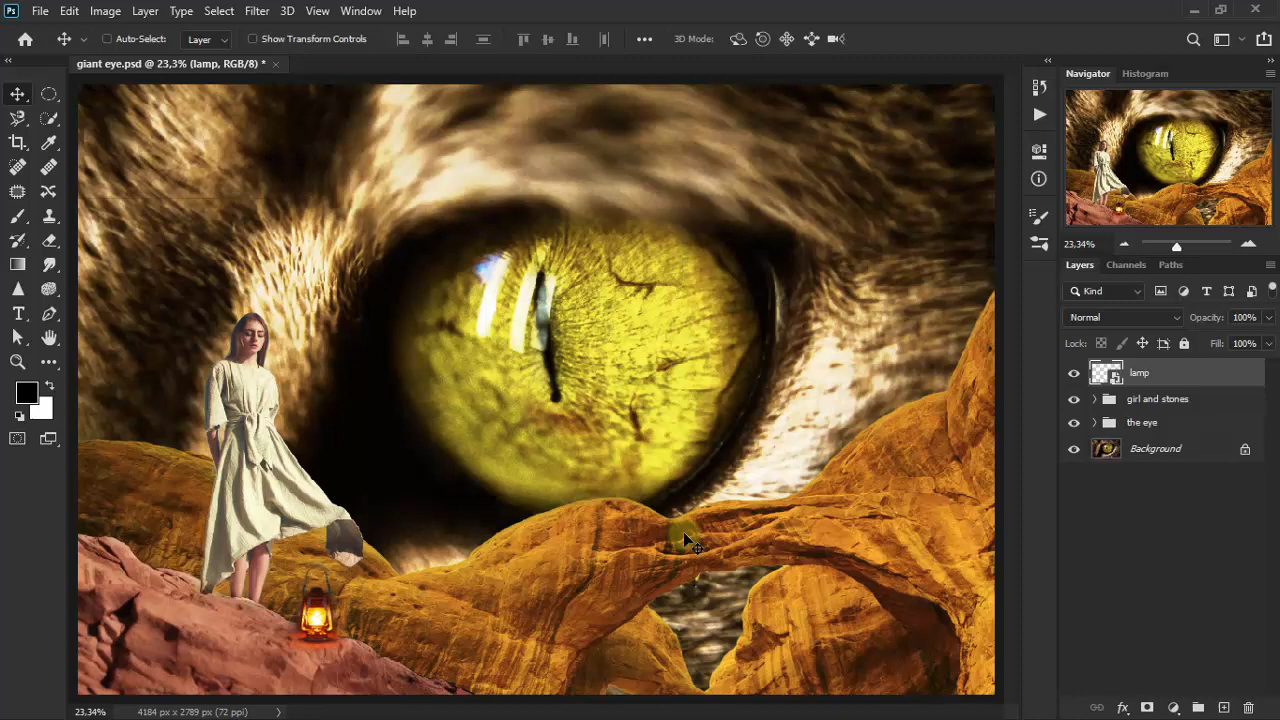 Ps File Edit Image Layer Type Select Filter 3D View Window Help
Auto-Select: Layer Show Transform Controls 3D Mode:
giant eye.psd @ 23,3% (lamp, RGB/8) *
Navigator Histogram
23,34%
Layers Channels Paths
Kind
Normal Opacity: 100%
Lock: Fill: 100%
lamp
girl and stones
the eye
Background
23,34% 4184 px x 2789 px (72 ppi)